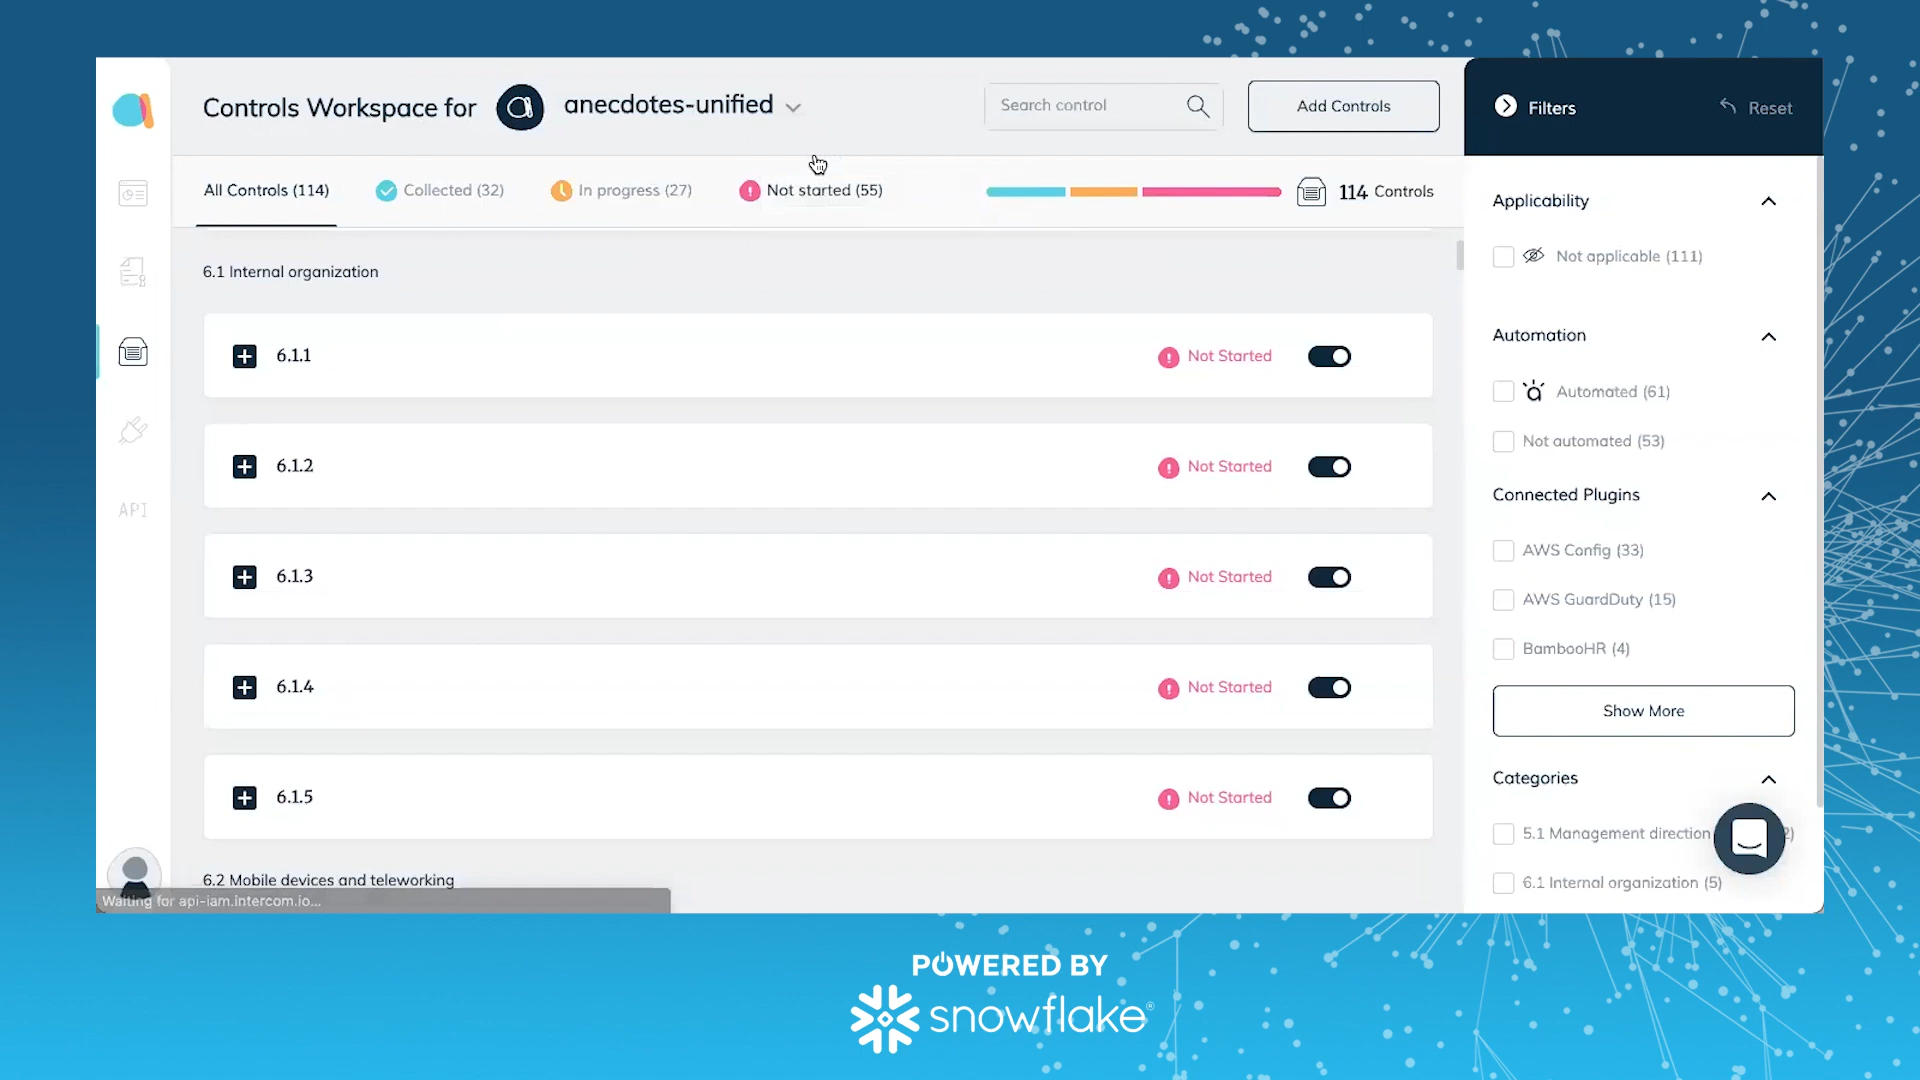 Controls Workspace for anecdotes-unified
Search control
Add Controls
Filters
Reset
All Controls (114)
Collected (32)
In progress (27)
Not started (55)
114 Controls
6.1 Internal organization
6.1.1
Not Started
6.1.2
Not Started
6.1.3
Not Started
6.1.4
Not Started
6.1.5
Not Started
6.2 Mobile devices and teleworking
Applicability
Not applicable (111)
Automation
Automated (61)
Not automated (53)
Connected Plugins
AWS Config (33)
AWS GuardDuty (15)
BambooHR (4)
Show More
Categories
5.1 Management direction
6.1 Internal organization (5)
API
Waiting for api-iam.intercom.io...
POWERED BY
snowflake®